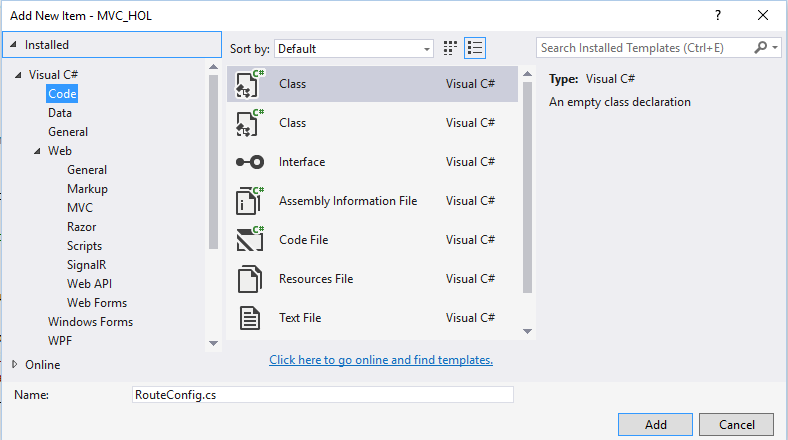 Add New Item - MVC_HOL
? X
Installed
Sort by: Default
Search Installed Templates (Ctrl+E)
Visual C#
Code
Data
General
Web
General
Markup
MVC
Razor
Scripts
SignalR
Web API
Web Forms
Windows Forms
WPF
Online
C# Class Visual C#
C# Class Visual C#
Interface Visual C#
C# Assembly Information File Visual C#
C# Code File Visual C#
Resources File Visual C#
Text File Visual C#
Click here to go online and find templates.
Type: Visual C#
An empty class declaration
Name: RouteConfig.cs
Add Cancel